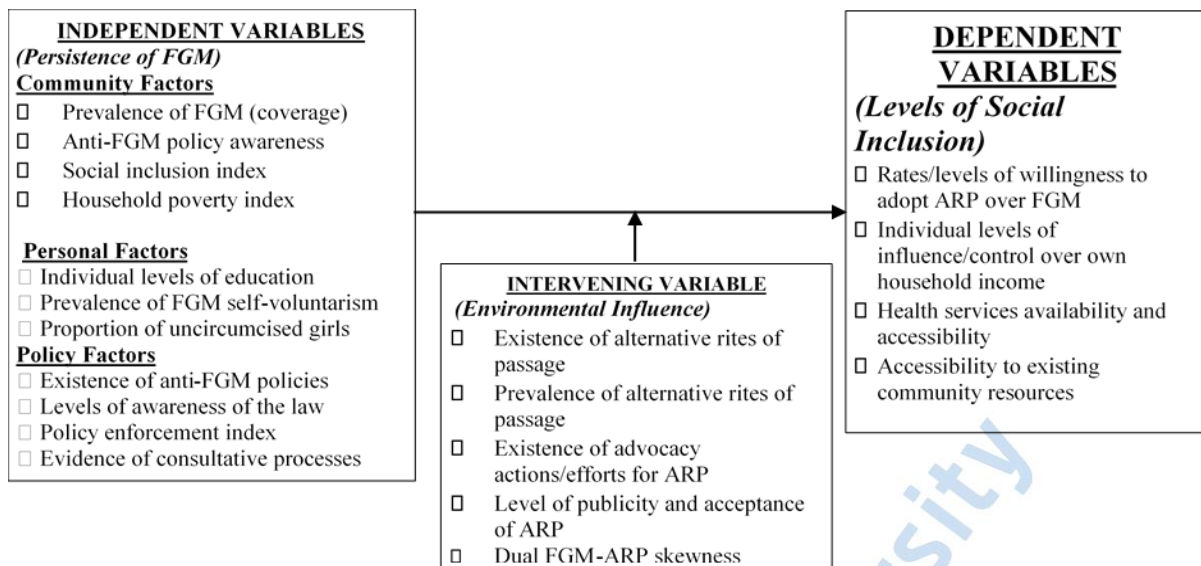 INDEPENDENT VARIABLES
(Persistence of FGM)
Community Factors
Prevalence of FGM (coverage)
Anti-FGM policy awareness
Social inclusion index
Household poverty index
Personal Factors
Individual levels of education
Prevalence of FGM self-voluntarism
Proportion of uncircumcised girls
Policy Factors
Existence of anti-FGM policies
Levels of awareness of the law
Policy enforcement index
Evidence of consultative processes
INTERVENING VARIABLE
(Environmental Influence)
Existence of alternative rites of
passage
Prevalence of alternative rites of
passage
Existence of advocacy
actions/efforts for ARP
Level of publicity and acceptance
of ARP
Dual FGM-ARP skewness
DEPENDENT
VARIABLES
(Levels of Social
Inclusion)
Rates/levels of willingness to
adopt ARP over FGM
Individual levels of
influence/control over own
household income
Health services availability and
accessibility
Accessibility to existing
community resources
rsity